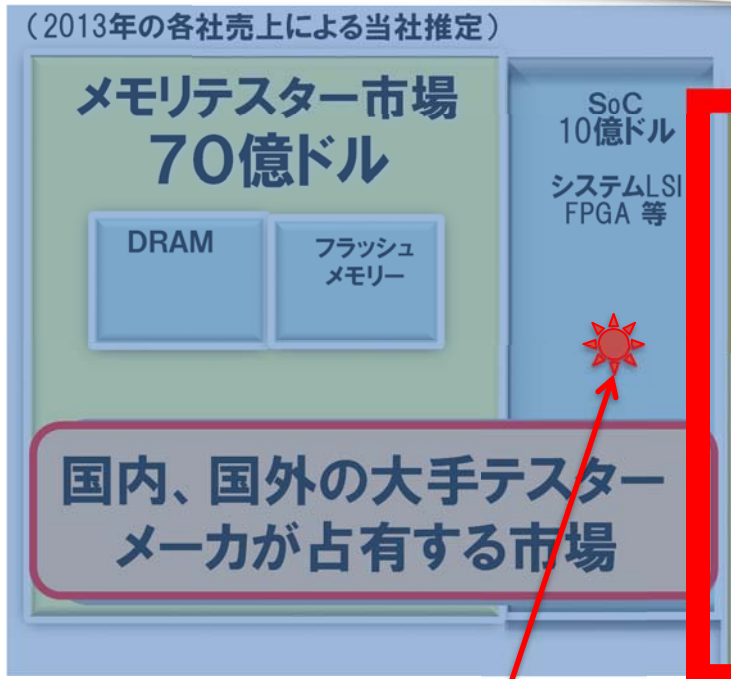 (2013年の各社売上による当社推定)
メモリテスター市場
70億ドル
DRAM
フラッシュ
メモリー
SoC
10億ドル
システムLSI
FPGA 等
国内、国外の大手テスター
メーカが占有する市場